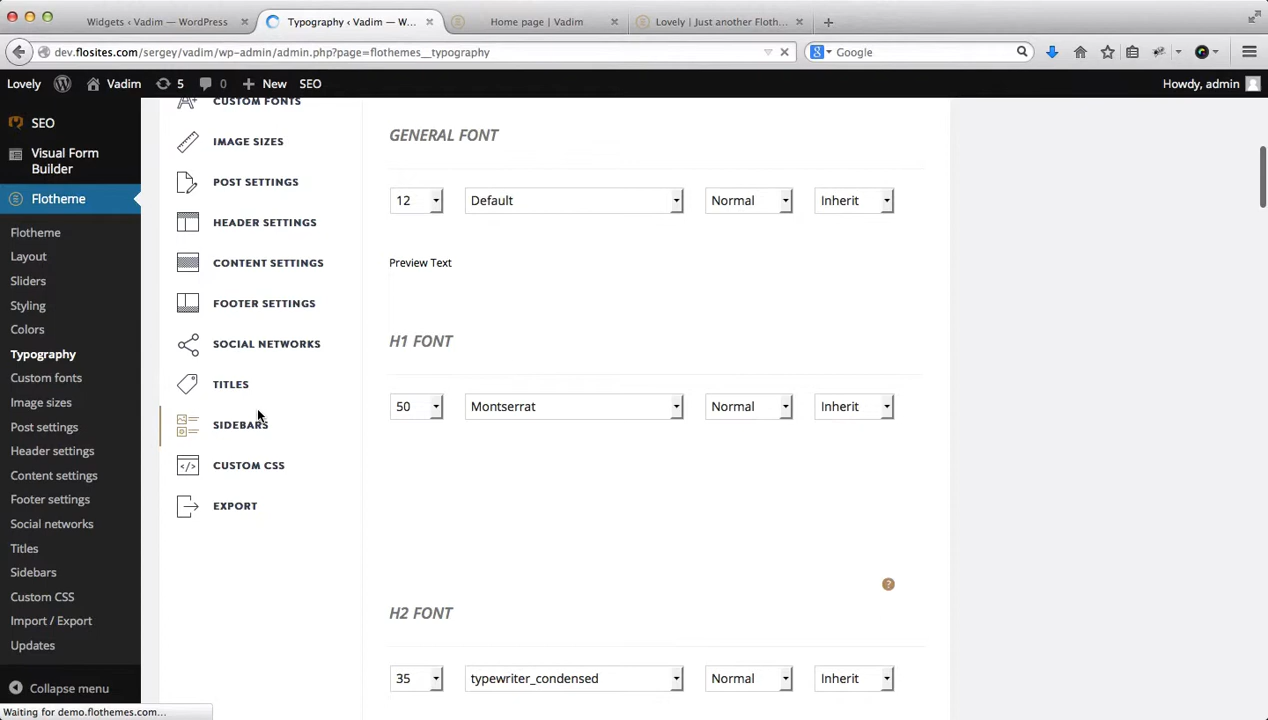 Widgets ‹ Vadim — WordPress
Typography ‹ Vadim — W...
Home page | Vadim
Lovely | Just another Floth...
dev.flosites.com/sergey/vadim/wp-admin/admin.php?page=flothemes__typography
Google
Lovely
Vadim
5
0
New
SEO
Howdy, admin
SEO
Visual Form
Builder
Flotheme
Flotheme
Layout
Sliders
Styling
Colors
Typography
Custom fonts
Image sizes
Post settings
Header settings
Content settings
Footer settings
Social networks
Titles
Sidebars
Custom CSS
Import / Export
Updates
Collapse menu
Waiting for demo.flothemes.com...
CUSTOM FONTS
IMAGE SIZES
POST SETTINGS
HEADER SETTINGS
CONTENT SETTINGS
FOOTER SETTINGS
SOCIAL NETWORKS
TITLES
SIDEBARS
CUSTOM CSS
EXPORT
GENERAL FONT
12 Default Normal Inherit
Preview Text
H1 FONT
50 Montserrat Normal Inherit
?
H2 FONT
35 typewriter_condensed Normal Inherit